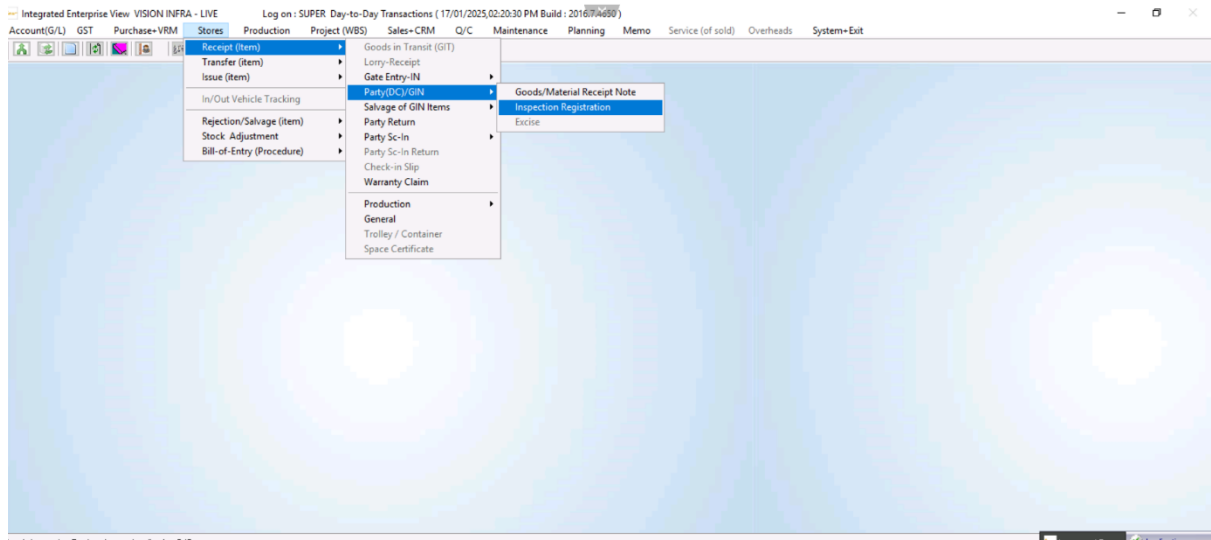 Integrated Enterprise View VISION INFRA - LIVE Log on : SUPER Day-to-Day Transactions ( 17/01/2025,02:20:30 PM Build : 2016.7.4650 )
Account(G/L) GST Purchase+VRM Stores Production Project (WBS) Sales+CRM Q/C Maintenance Planning Memo Service (of sold) Overheads System+Exit
Receipt (Item)
Transfer (item)
Issue (item)
In/Out Vehicle Tracking
Rejection/Salvage (item)
Stock Adjustment
Bill-of-Entry (Procedure)
Goods in Transit (GIT)
Lorry-Receipt
Gate Entry-IN
Party(DC)/GIN
Salvage of GIN Items
Party Return
Party Sc-In
Party Sc-In Return
Check-in Slip
Warranty Claim
Production
General
Trolley / Container
Space Certificate
Goods/Material Receipt Note
Inspection Registration
Excise